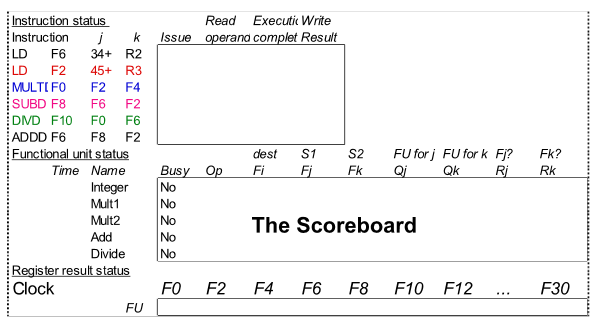 Instruction status Read Executi Write
Instruction j k Issue operand complet Result
LD F6 34+ R2
LD F2 45+ R3
MULTI F0 F2 F4
SUBD F8 F6 F2
DIVD F10 F0 F6
ADDD F6 F8 F2
Functional unit status dest S1 S2 FU for j FU for k Fj? Fk?
Time Name Busy Op Fi Fj Fk Qj Qk Rj Rk
Integer No
Mult1 No
Mult2 No
The Scoreboard
Add No
Divide No
Register result status
Clock F0 F2 F4 F6 F8 F10 F12 ... F30
FU